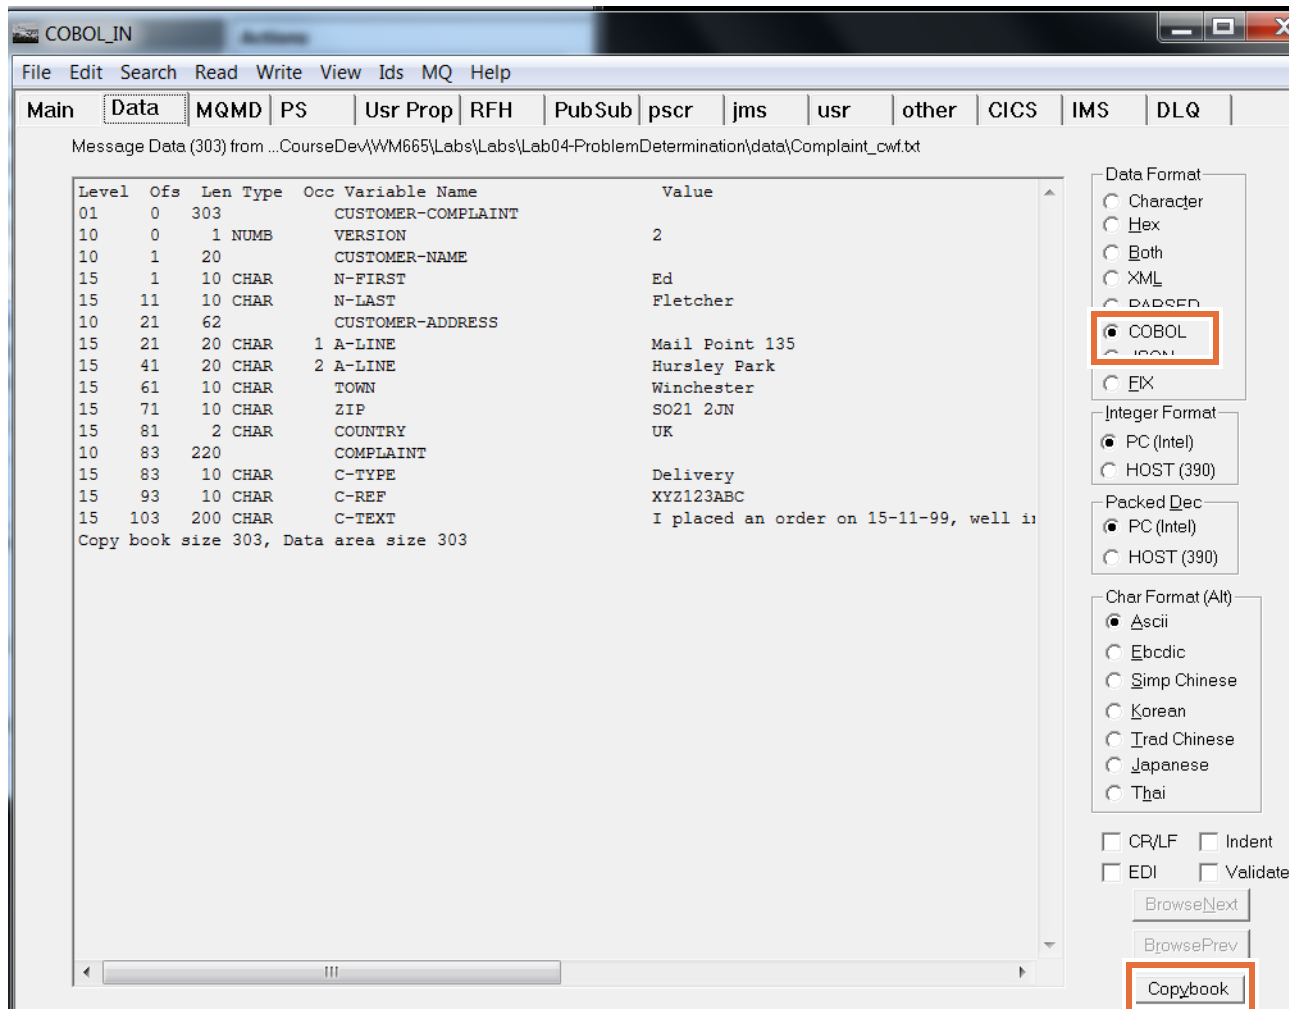 COBOL_IN
Actions
File Edit Search Read Write View Ids MQ Help
Main Data MQMD PS Usr Prop RFH PubSub pscr jms usr other CICS IMS DLQ
Message Data (303) from ...CourseDev\WM665\Labs\Labs\Lab04-ProblemDetermination\data\Complaint_cwf.txt
Level Ofs Len Type Occ Variable Name Value
01 0 303 CUSTOMER-COMPLAINT
10 0 1 NUMB VERSION 2
10 1 20 CUSTOMER-NAME
15 1 10 CHAR N-FIRST Ed
15 11 10 CHAR N-LAST Fletcher
10 21 62 CUSTOMER-ADDRESS
15 21 20 CHAR 1 A-LINE Mail Point 135
15 41 20 CHAR 2 A-LINE Hursley Park
15 61 10 CHAR TOWN Winchester
15 71 10 CHAR ZIP SO21 2JN
15 81 2 CHAR COUNTRY UK
10 83 220 COMPLAINT
15 83 10 CHAR C-TYPE Delivery
15 93 10 CHAR C-REF XYZ123ABC
15 103 200 CHAR C-TEXT I placed an order on 15-11-99, well
Copy book size 303, Data area size 303
Data Format
Character
Hex
Both
XML
PARSED
COBOL
JSON
FIX
Integer Format
PC (Intel)
HOST (390)
Packed Dec
PC (Intel)
HOST (390)
Char Format (Alt)
Ascii
Ebcdic
Simp Chinese
Korean
Trad Chinese
Japanese
Thai
CR/LF Indent
EDI Validate
BrowseNext
BrowsePrev
Copybook